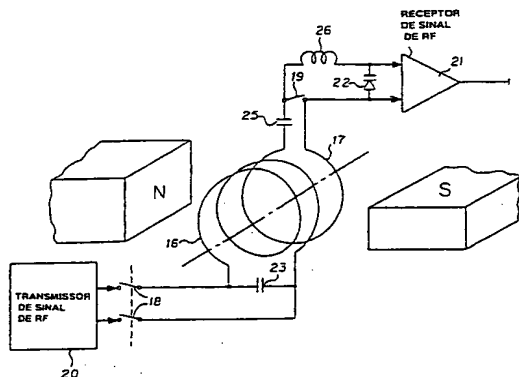 RECEPTOR
DE SINAL
DE RF
26
21
19
22
25
17
N
S
16
23
18
TRANSMISSOR
DE SINAL
DE RF
20